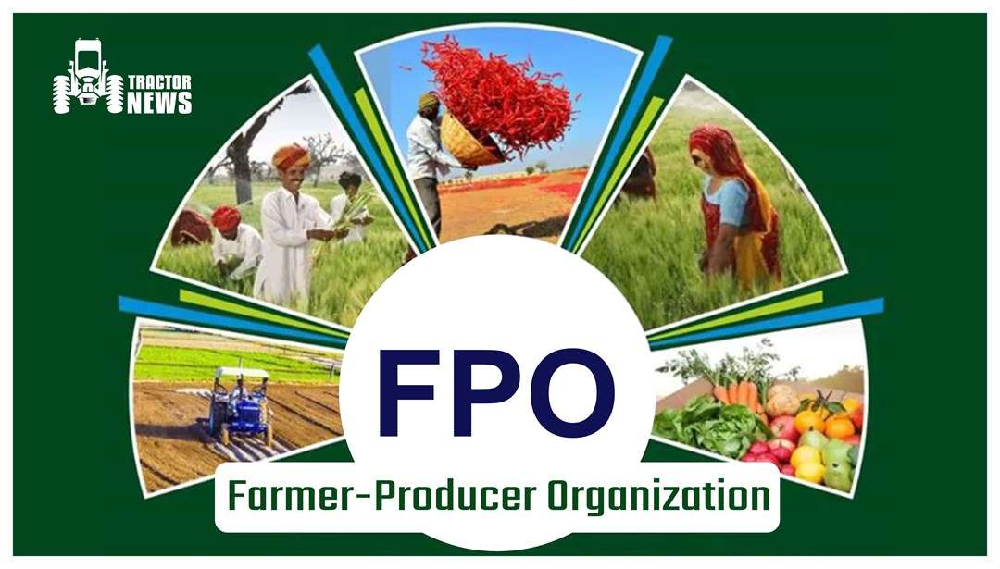 TRACTOR
NEWS
FPO
Farmer-Producer Organization